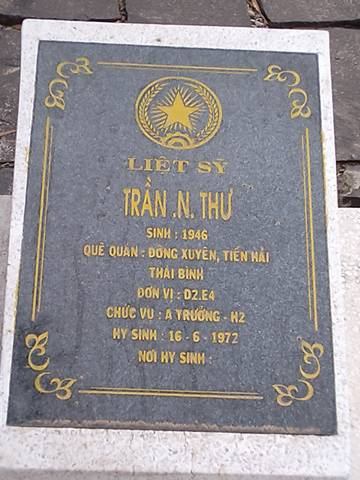 LIỆT SỸ
TRẦN .N. THƯ
SINH : 1946
QUÊ QUÁN : ĐÔNG XUYÊN, TIỀN HẢI
THÁI BÌNH
ĐƠN VỊ : D2.E4
CHỨC VỤ : A TRƯỞNG - H2
HY SINH : 16 - 6 - 1972
NƠI HY SINH :